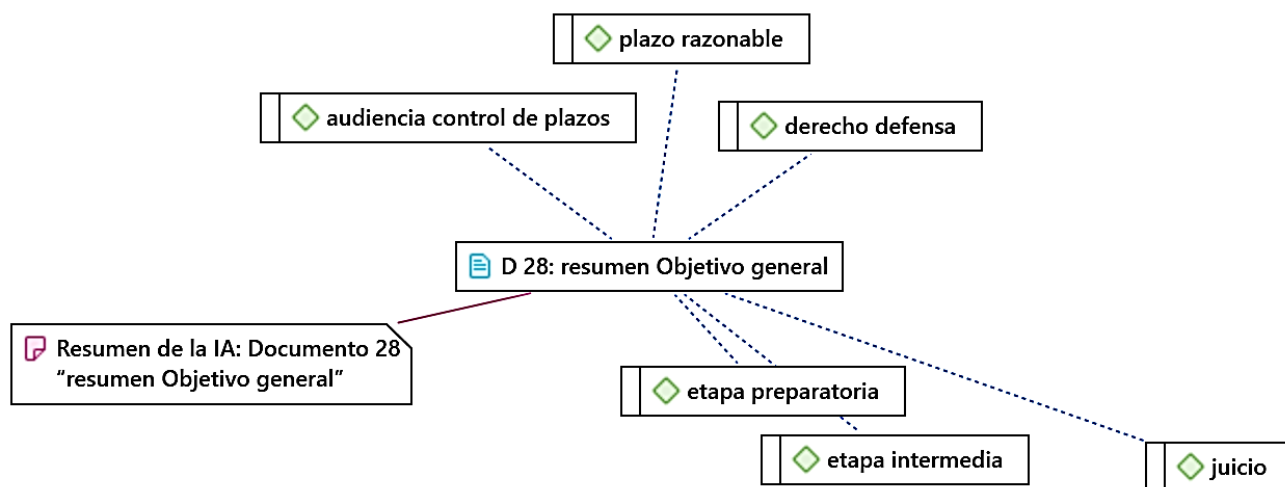 plazo razonable
audiencia control de plazos
derecho defensa
D 28: resumen Objetivo general
Resumen de la IA: Documento 28
“resumen Objetivo general”
etapa preparatoria
etapa intermedia
juicio